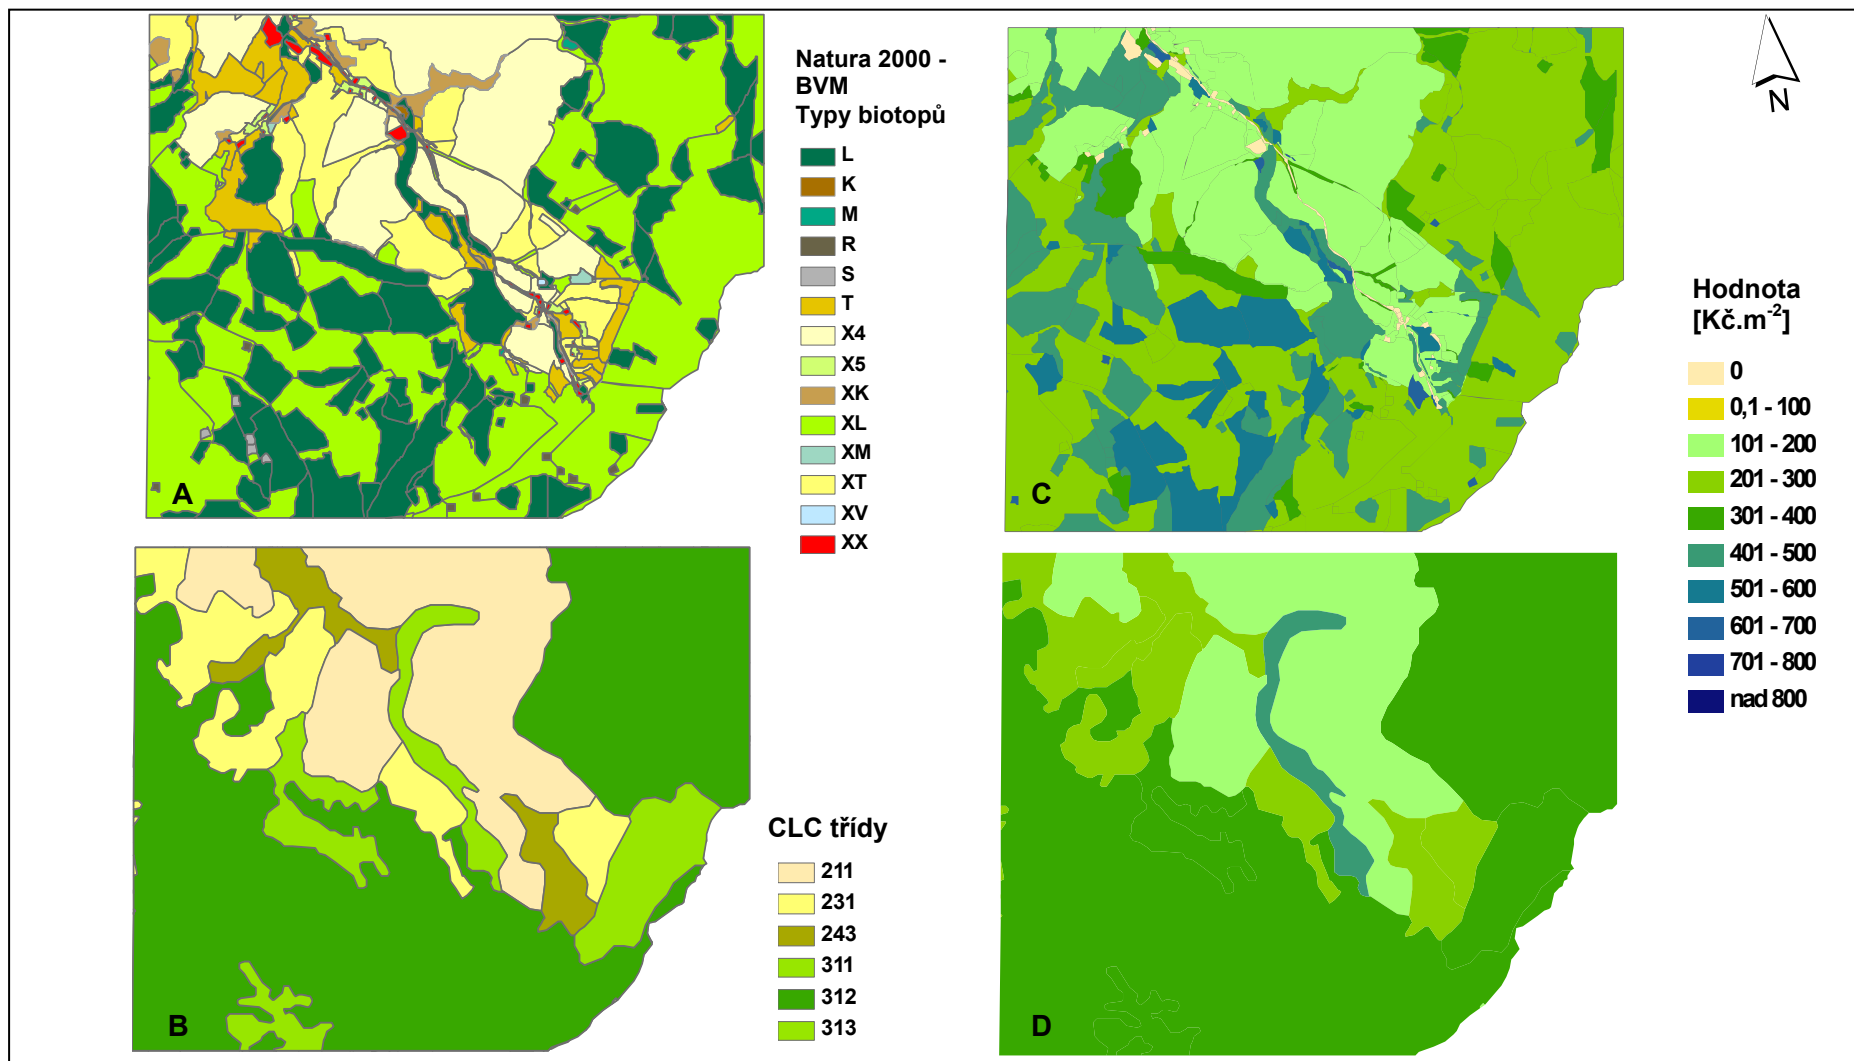 Natura 2000 -
BVM
Typy biotopů
L
K
M
R
S
T
X4
X5
XK
XL
XM
XT
XV
XX
A
CLC třídy
211
231
243
311
312
313
B
N
Hodnota
[Kč.m-2]
0
0,1 - 100
101 - 200
201 - 300
301 - 400
401 - 500
501 - 600
601 - 700
701 - 800
nad 800
C
D